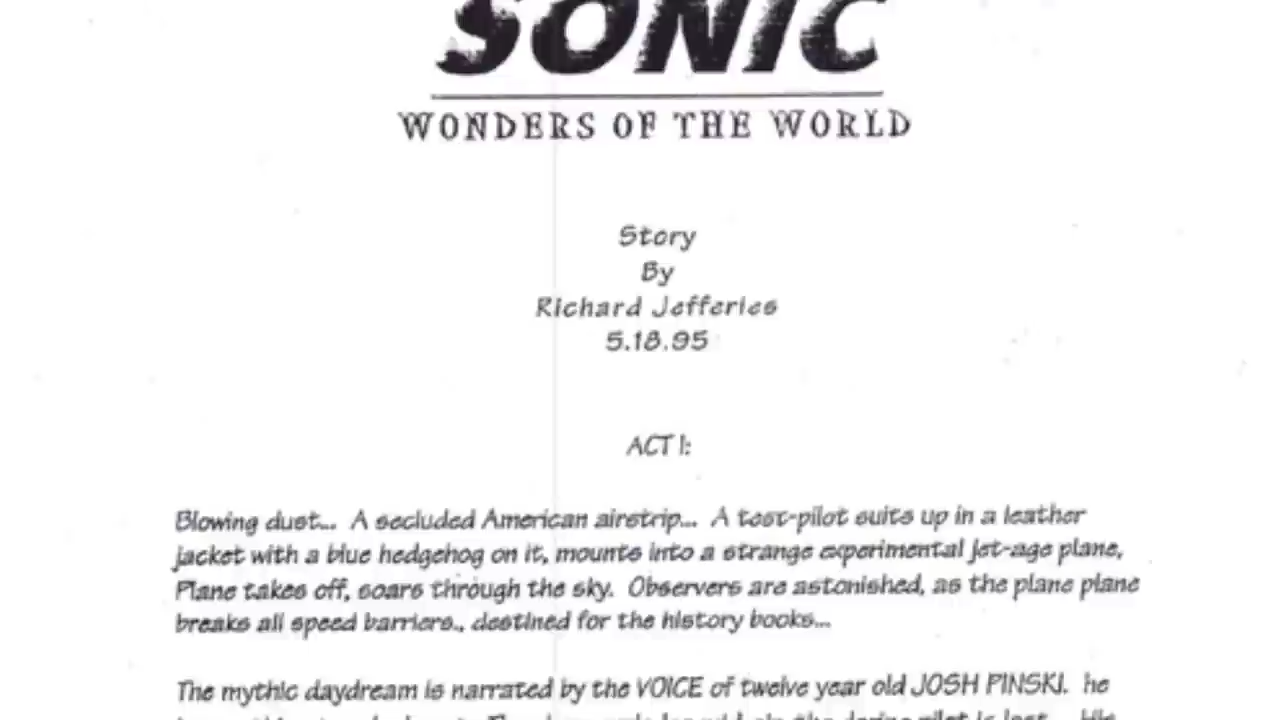 SONIC
WONDERS OF THE WORLD
Story
By
Richard Jefferies
5.18.95
ACT I:
Blowing dust... A secluded American airstrip... A test-pilot suits up in a leather
jacket with a blue hedgehog on it, mounts into a strange experimental jet-age plane,
Plane takes off, soars through the sky. Observers are astonished, as the plane plane
breaks all speed barriers., destined for the history books...
The mythic daydream is narrated by the VOICE of twelve year old JOSH PINSKI. he